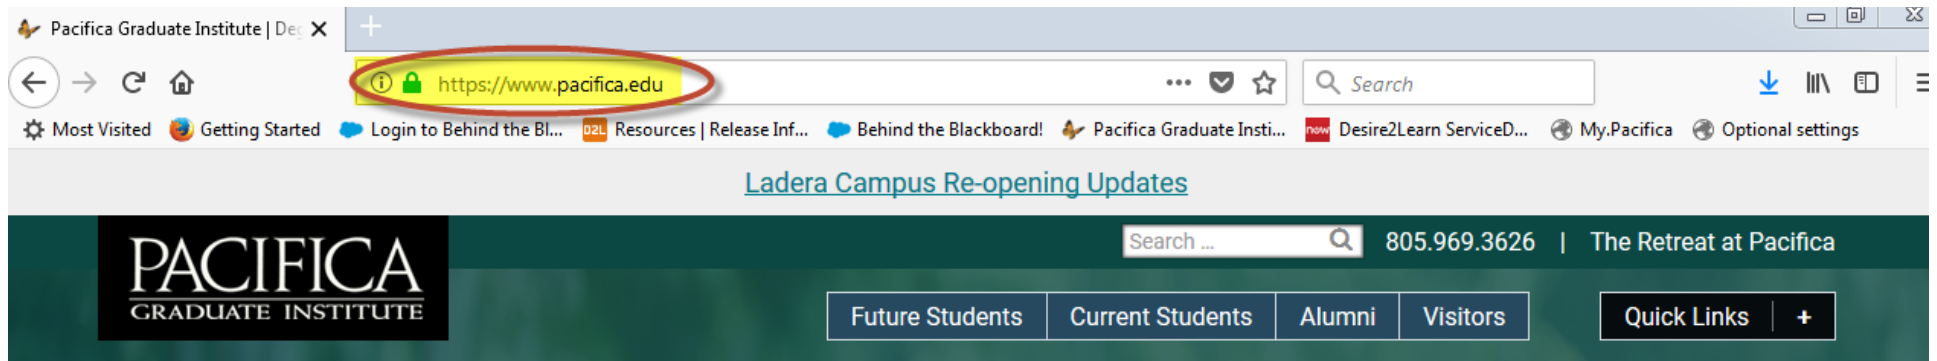 Pacifica Graduate Institute | De
https://www.pacifica.edu
Search
Most Visited Getting Started Login to Behind the Bl... D2L Resources | Release Inf... Behind the Blackboard! Pacifica Graduate Insti... now Desire2Learn ServiceD... My.Pacifica Optional settings
Ladera Campus Re-opening Updates
PACIFICA
GRADUATE INSTITUTE
Search ... 805.969.3626 | The Retreat at Pacifica
Future Students Current Students Alumni Visitors Quick Links +